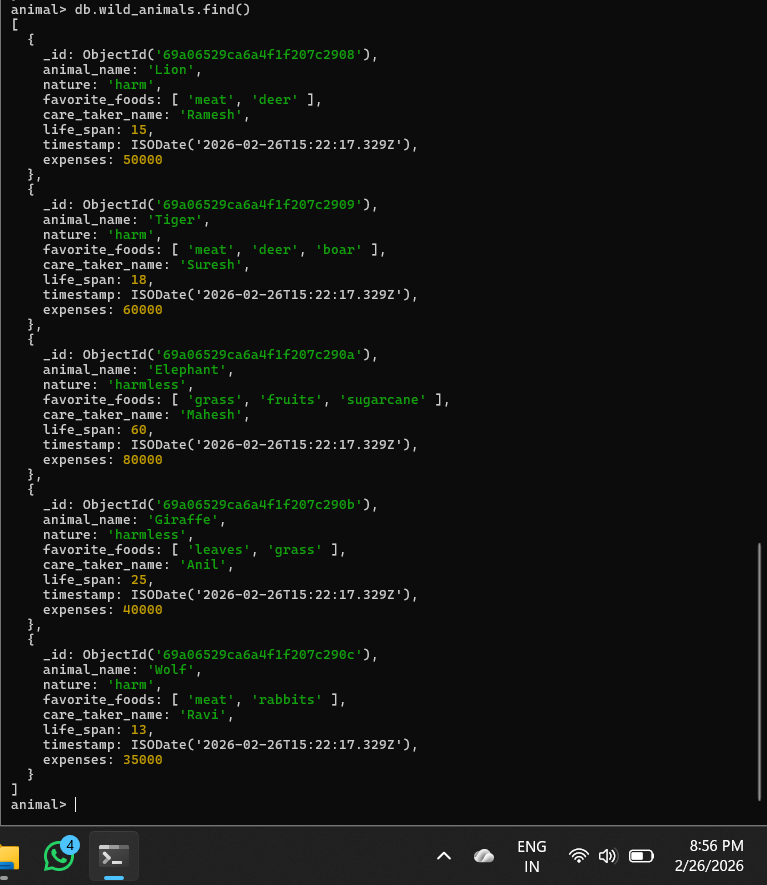 animal> db.wild_animals.find()
[
  {
    _id: ObjectId('69a06529ca6a4f1f207c2908'),
    animal_name: 'Lion',
    nature: 'harm',
    favorite_foods: [ 'meat', 'deer' ],
    care_taker_name: 'Ramesh',
    life_span: 15,
    timestamp: ISODate('2026-02-26T15:22:17.329Z'),
    expenses: 50000
  },
  {
    _id: ObjectId('69a06529ca6a4f1f207c2909'),
    animal_name: 'Tiger',
    nature: 'harm',
    favorite_foods: [ 'meat', 'deer', 'boar' ],
    care_taker_name: 'Suresh',
    life_span: 18,
    timestamp: ISODate('2026-02-26T15:22:17.329Z'),
    expenses: 60000
  },
  {
    _id: ObjectId('69a06529ca6a4f1f207c290a'),
    animal_name: 'Elephant',
    nature: 'harmless',
    favorite_foods: [ 'grass', 'fruits', 'sugarcane' ],
    care_taker_name: 'Mahesh',
    life_span: 60,
    timestamp: ISODate('2026-02-26T15:22:17.329Z'),
    expenses: 80000
  },
  {
    _id: ObjectId('69a06529ca6a4f1f207c290b'),
    animal_name: 'Giraffe',
    nature: 'harmless',
    favorite_foods: [ 'leaves', 'grass' ],
    care_taker_name: 'Anil',
    life_span: 25,
    timestamp: ISODate('2026-02-26T15:22:17.329Z'),
    expenses: 40000
  },
  {
    _id: ObjectId('69a06529ca6a4f1f207c290c'),
    animal_name: 'Wolf',
    nature: 'harm',
    favorite_foods: [ 'meat', 'rabbits' ],
    care_taker_name: 'Ravi',
    life_span: 13,
    timestamp: ISODate('2026-02-26T15:22:17.329Z'),
    expenses: 35000
  }
]
animal>
4
ENG
IN
8:56 PM
2/26/2026